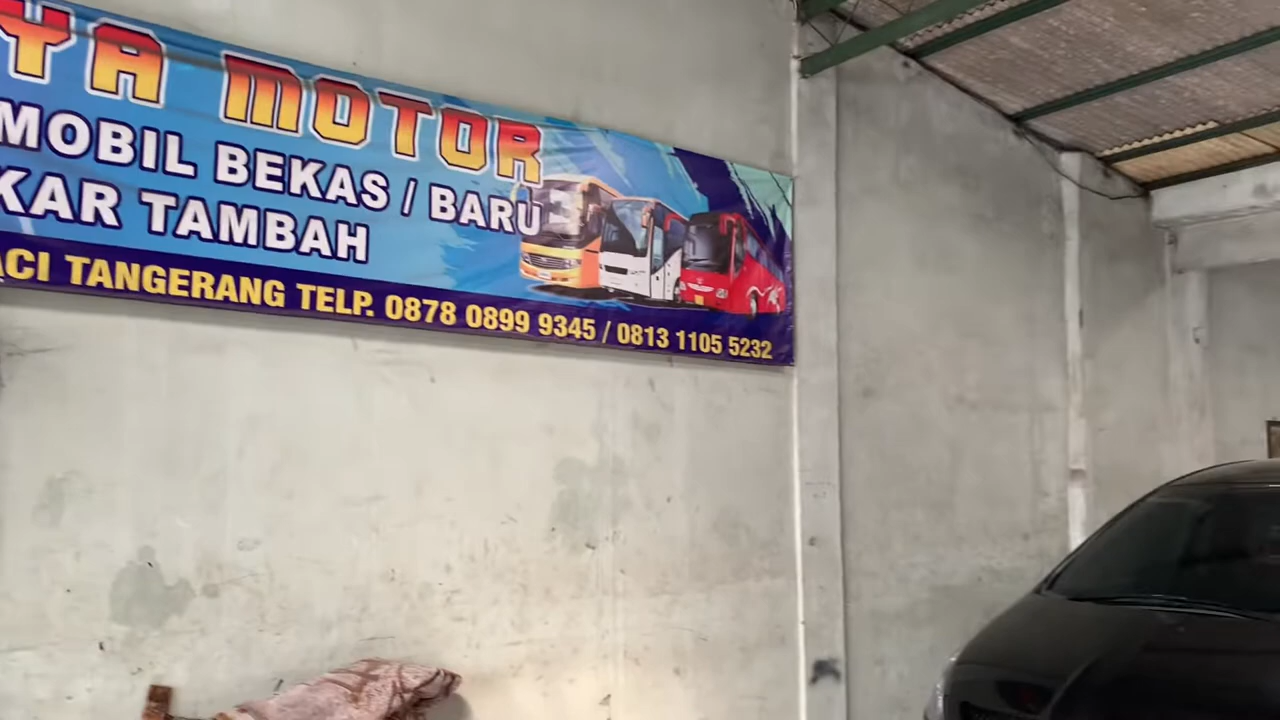 YA MOTOR
MOBIL BEKAS / BARU
KAR TAMBAH
ACI TANGERANG TELP. 0878 0899 9345 / 0813 1105 5232